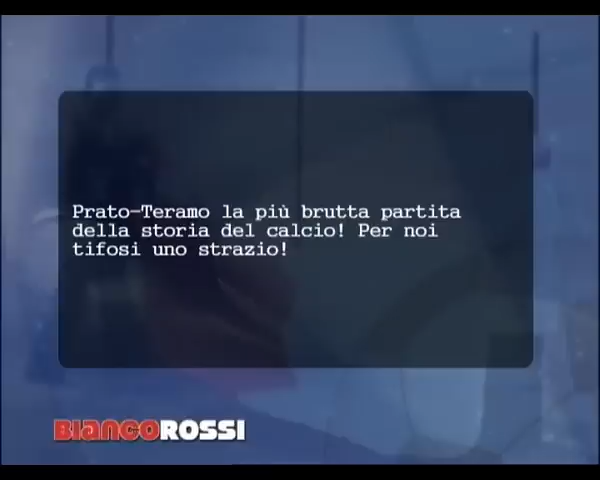 Prato-Teramo la più brutta partita
della storia del calcio! Per noi
tifosi uno strazio!
BIANCOROSSI